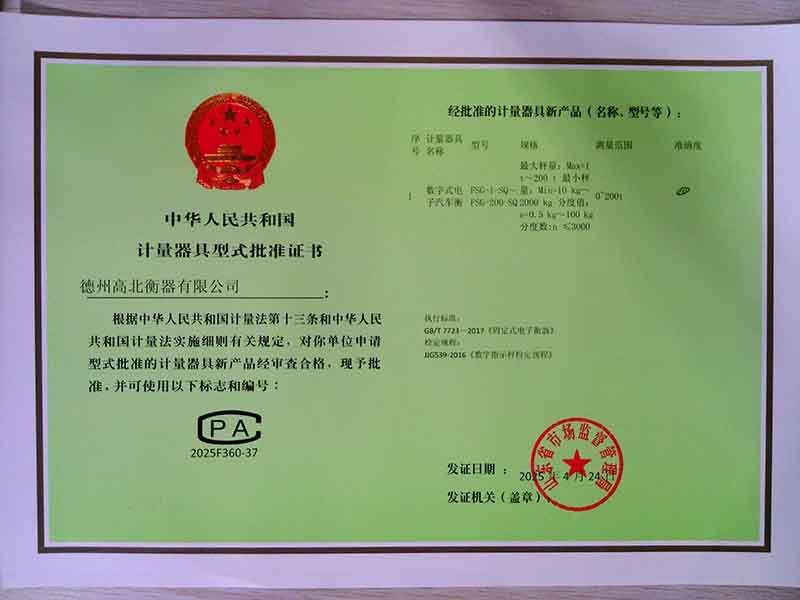 中华人民共和国
计量器具型式批准证书
德州高北衡器有限公司：
根据中华人民共和国计量法第十三条和中华人民
共和国计量法实施细则有关规定，对你单位申请
型式批准的计量器具新产品经审查合格，现予批
准、并可使用以下标志和编号：
CPA
2025F360-37
经批准的计量器具新产品（名称、型号等）：
序号 计量器具名称 型号 规格 测量范围 准确度
最大秤量：Max=1
t～200 t 最小秤
1 数字式电 FSG-1-SQ～ 量：Min=10 kg～ 0~200t
子汽车衡 FSG-200-SQ 2000 kg 分度值：
e=0.5 kg～100 kg
分度数：n ≤3000
执行标准：
GB/T 7723—2017《固定式电子衡器》
检定规程：
JJG539-2016《数字指示秤检定规程》
山东省市场监督管理局
发证日期： 2025 年 4 月 24 日
发证机关（盖章）：